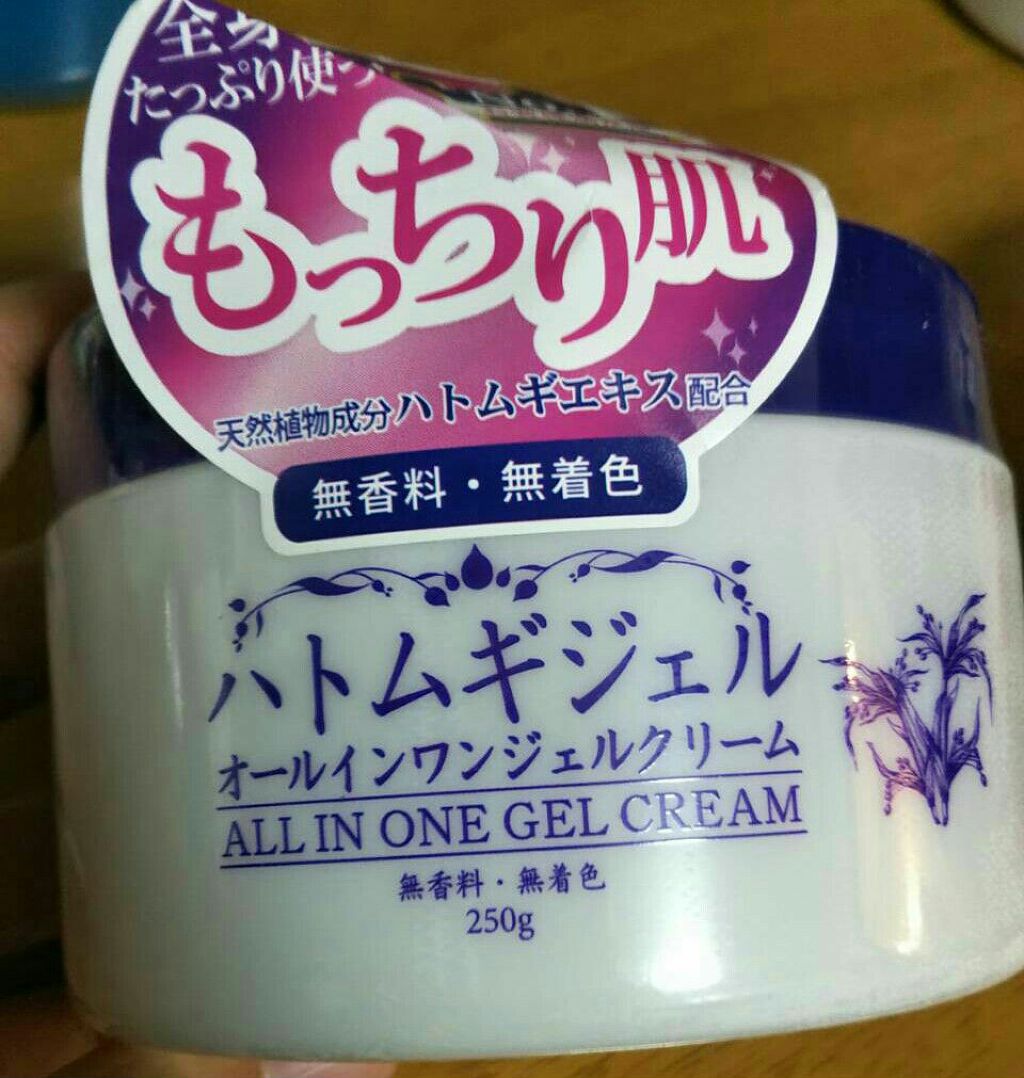 全身
たっぷり使っ
もっちり肌
天然植物成分ハトムギエキス配合
無香料・無着色
ハトムギジェル
オールインワンジェルクリーム
ALL IN ONE GEL CREAM
無香料・無着色
250g